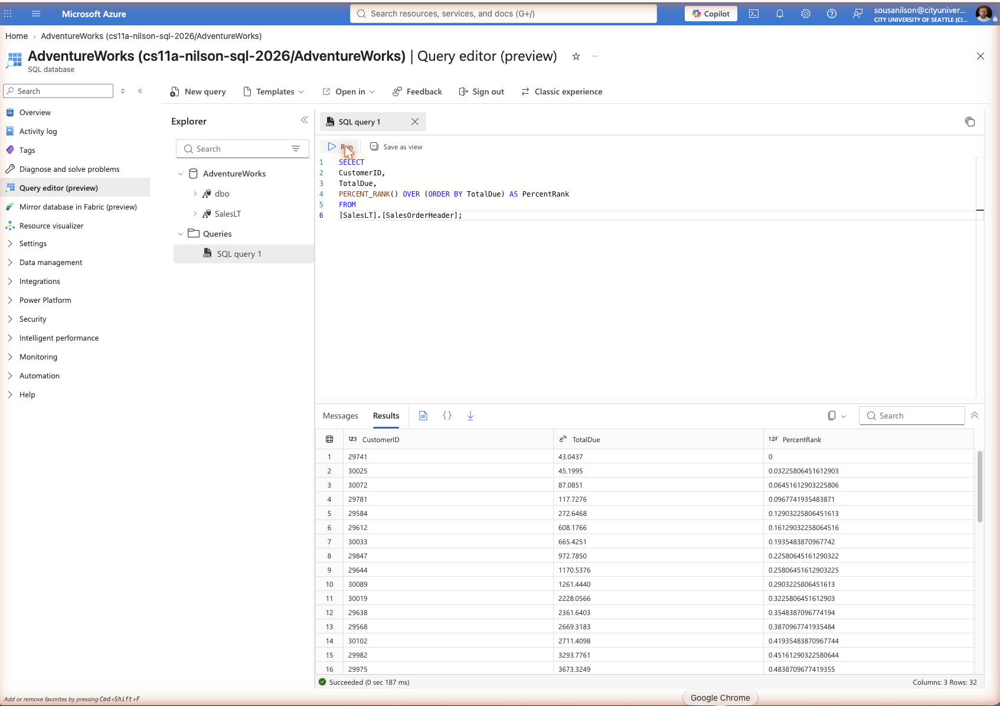 Microsoft Azure
Search resources, services, and docs (G+/)
Copilot
sousanilson@cityuniver...
CITY UNIVERSITY OF SEATTLE (CI...
Home > AdventureWorks (cs11a-nilson-sql-2026/AdventureWorks)
AdventureWorks (cs11a-nilson-sql-2026/AdventureWorks) | Query editor (preview)
SQL database
Search
New query
Templates
Open in
Feedback
Sign out
Classic experience
Overview
Activity log
Tags
Diagnose and solve problems
Query editor (preview)
Mirror database in Fabric (preview)
Resource visualizer
Settings
Data management
Integrations
Power Platform
Security
Intelligent performance
Monitoring
Automation
Help
Explorer
Search
AdventureWorks
dbo
SalesLT
Queries
SQL query 1
SQL query 1
Run
Save as view
1 SELECT
2 CustomerID,
3 TotalDue,
4 PERCENT_RANK() OVER (ORDER BY TotalDue) AS PercentRank
5 FROM
6 [SalesLT].[SalesOrderHeader];
Messages
Results
Search
123 CustomerID TotalDue 1.2F PercentRank
1 29741 43.0437 0
2 30025 45.1995 0.03225806451612903
3 30072 87.0851 0.06451612903225806
4 29781 117.7276 0.0967741935483871
5 29584 272.6468 0.12903225806451613
6 29612 608.1766 0.16129032258064516
7 30033 665.4251 0.1935483870967742
8 29847 972.7850 0.22580645161290322
9 29644 1170.5376 0.25806451612903225
10 30089 1261.4440 0.2903225806451613
11 30019 2228.0566 0.3225806451612903
12 29638 2361.6403 0.3548387096774194
13 29568 2669.3183 0.3870967741935484
14 30102 2711.4098 0.41935483870967744
15 29982 3293.7761 0.45161290322580644
16 29975 3673.3249 0.4838709677419355
Succeeded (0 sec 187 ms)
Columns: 3 Rows: 32
Add or remove favorites by pressing Cmd+Shift+F
Google Chrome